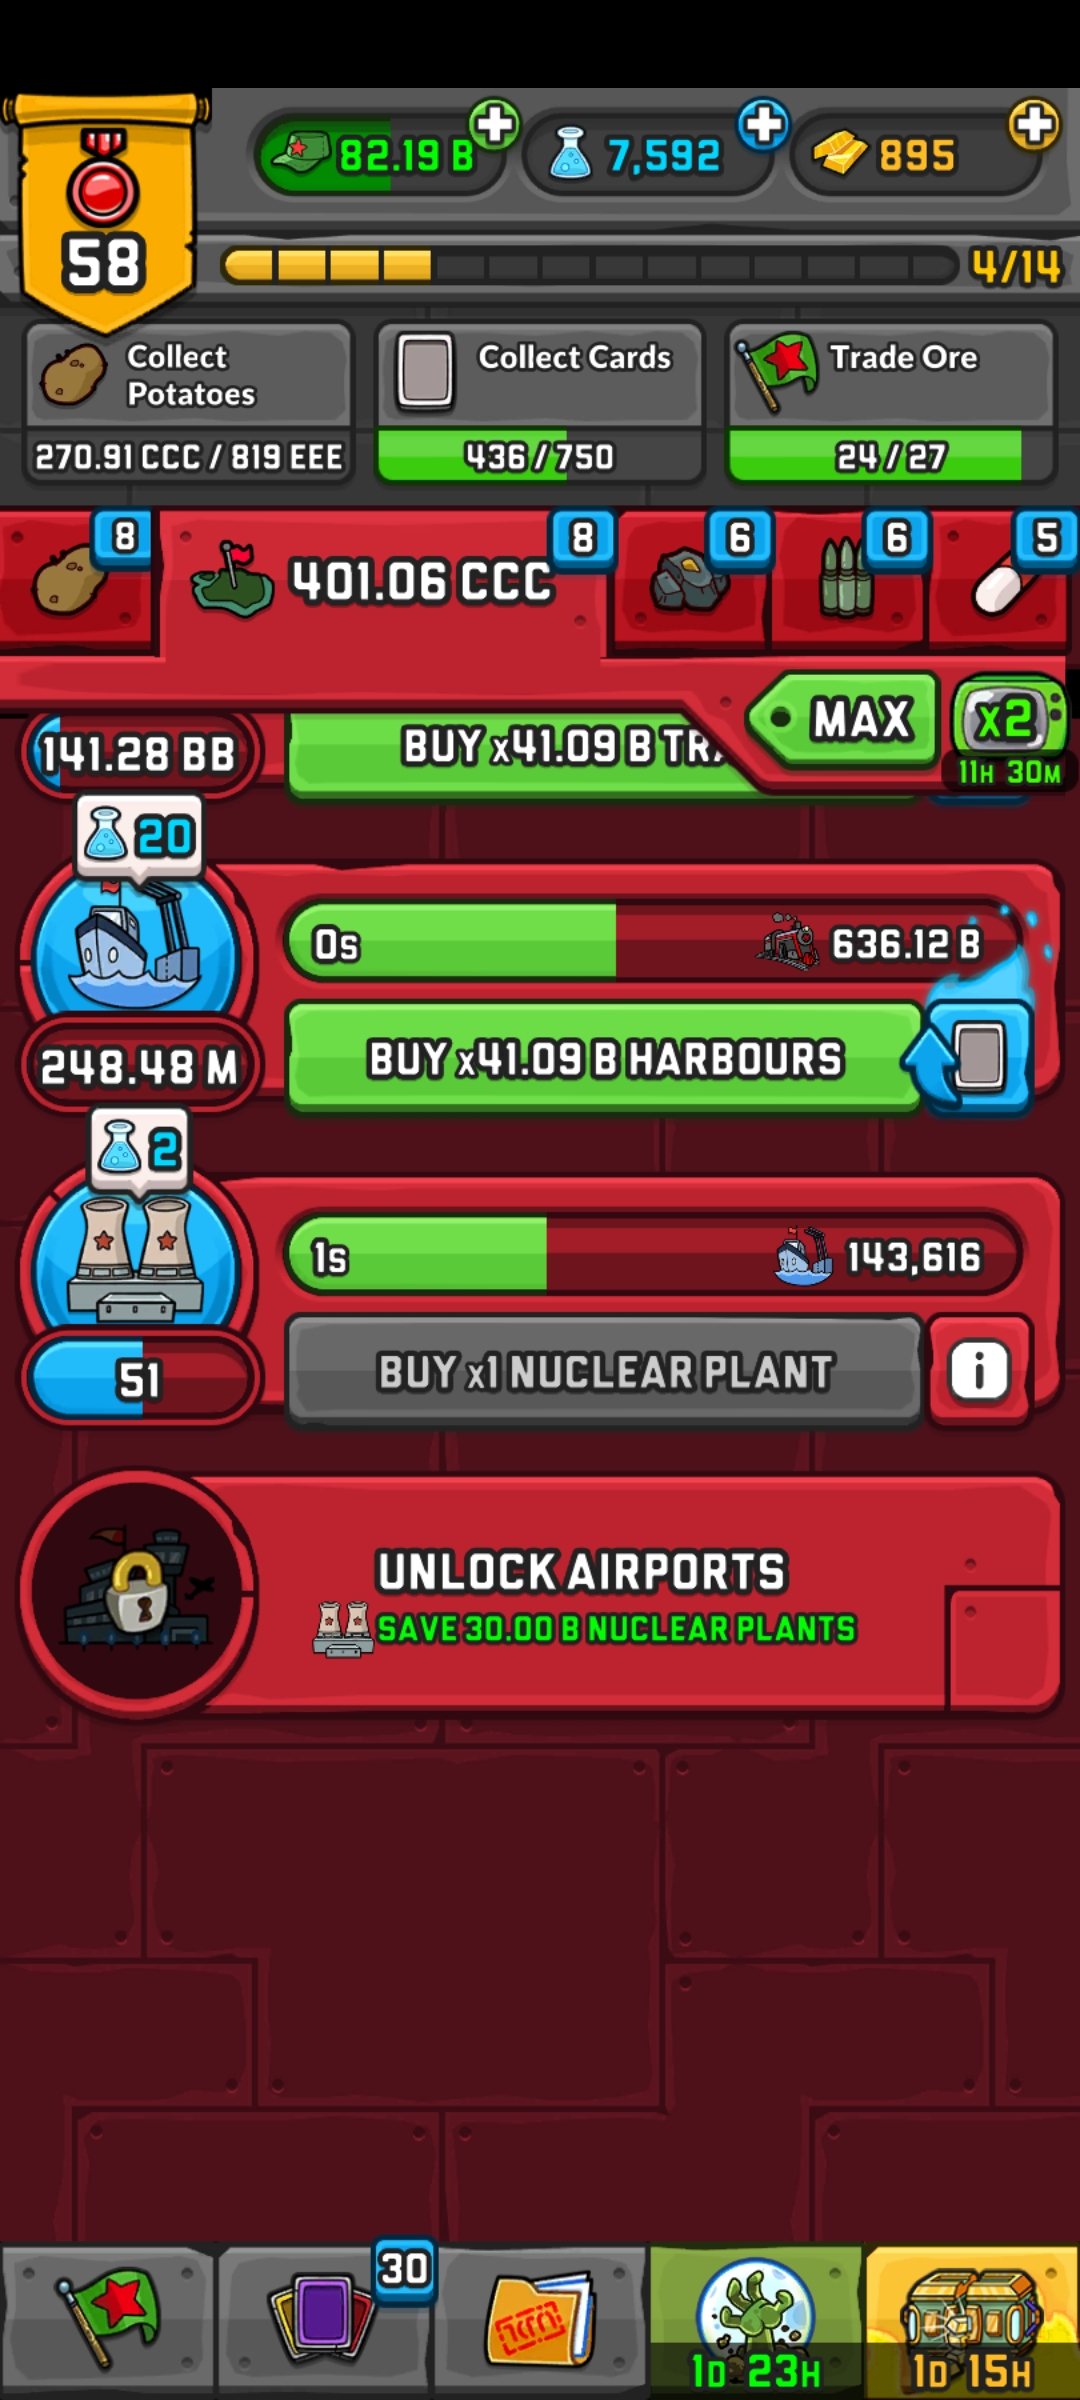 58
82.19 B
7,592
895
4/14
Collect
Potatoes
270.91 CCC / 819 EEE
Collect Cards
436 / 750
Trade Ore
24 / 27
8
401.06 CCC
8
6
6
5
MAX
x2
11H 30M
141.28 BB
BUY x41.09 B TRA
20
0s
636.12 B
248.48 M
BUY x41.09 B HARBOURS
2
1s
143,616
51
BUY x1 NUCLEAR PLANT
i
UNLOCK AIRPORTS
SAVE 30.00 B NUCLEAR PLANTS
30
1D 23H
1D 15H